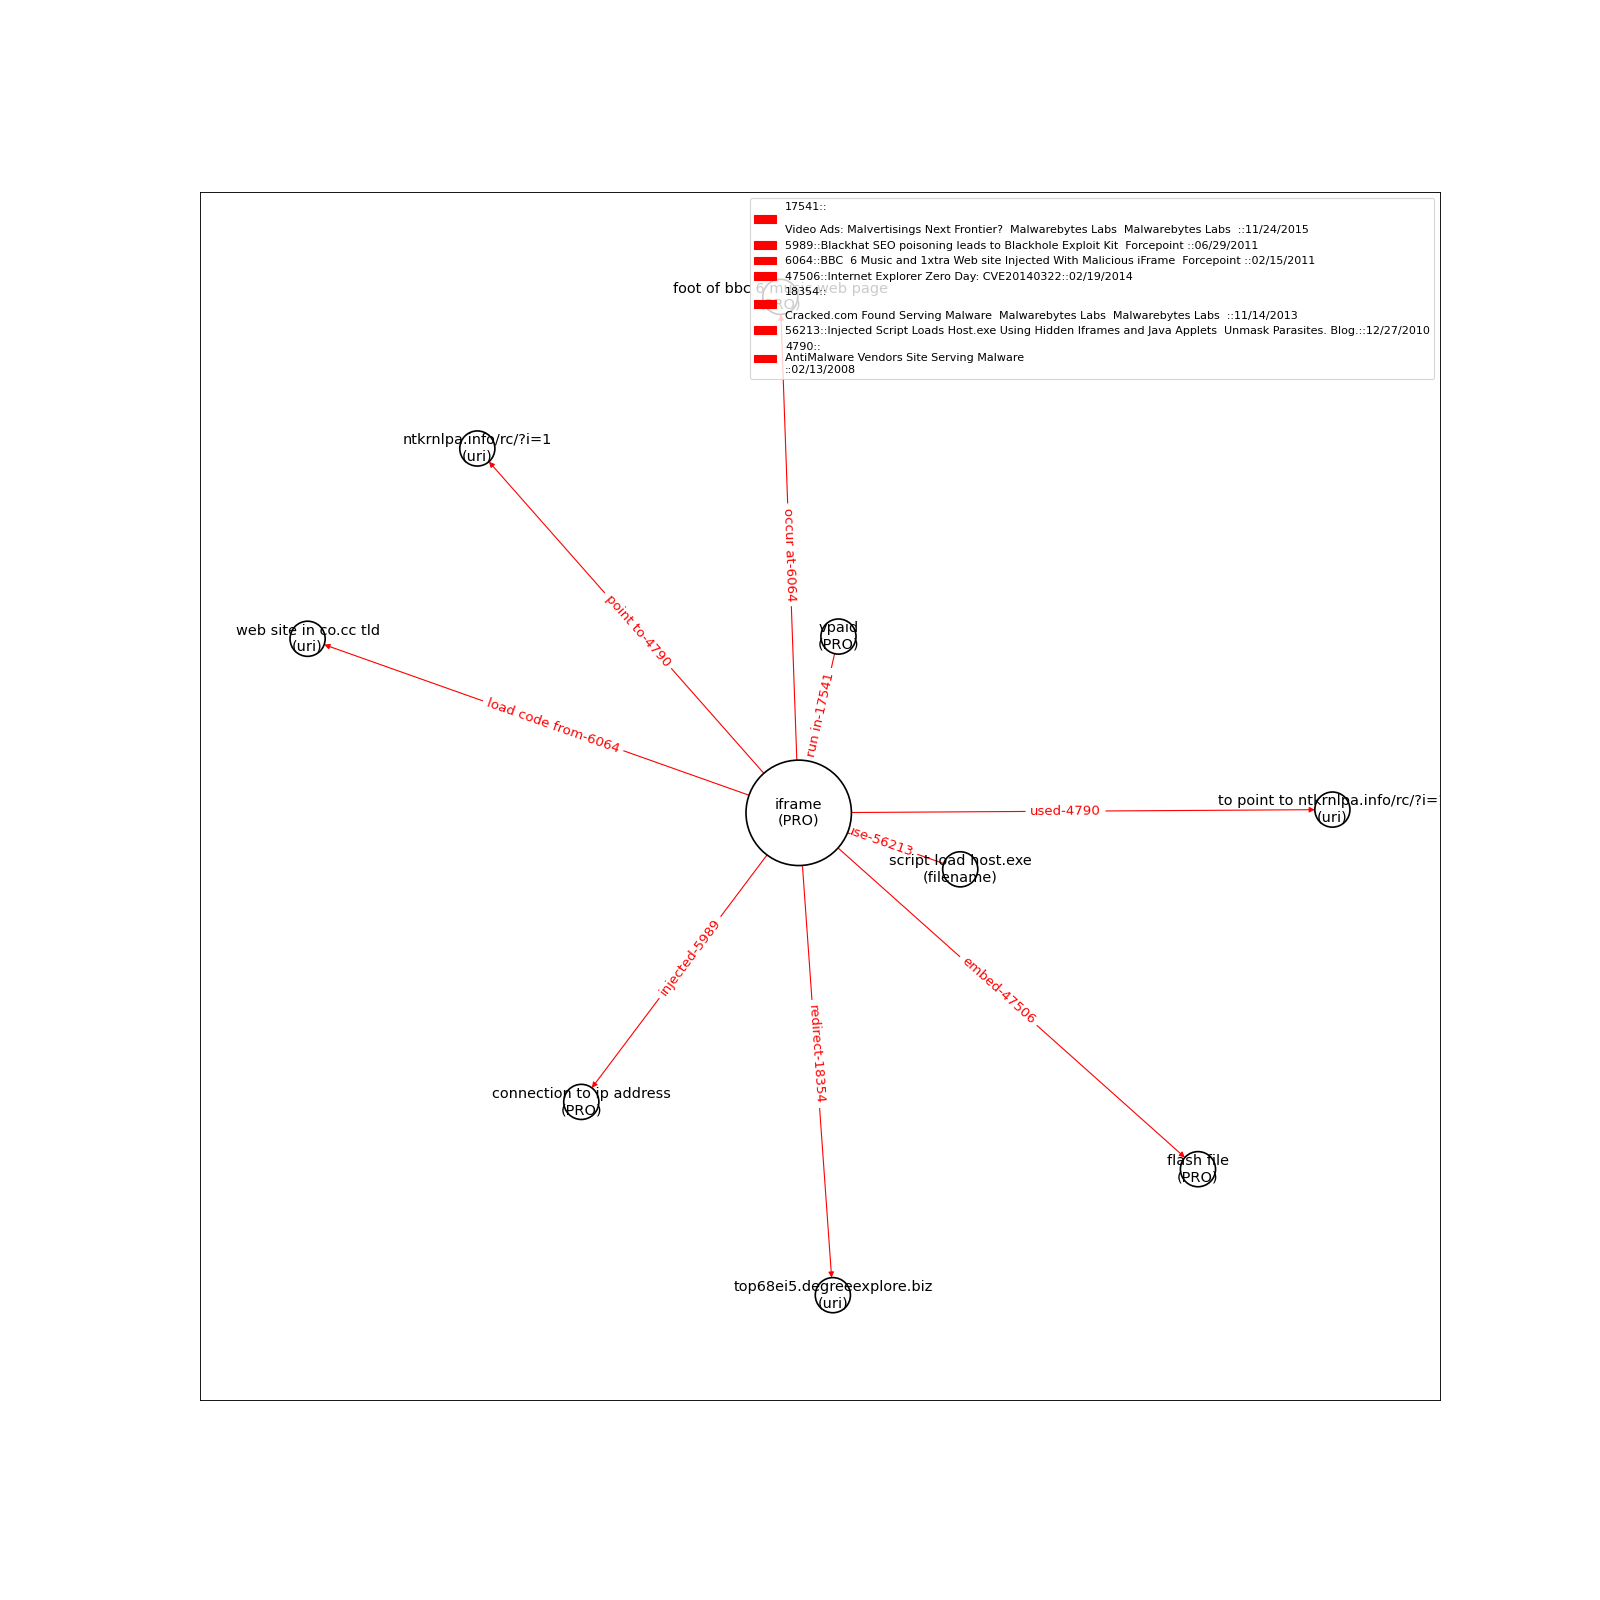 17541::
Video Ads: Malvertisings Next Frontier?  Malwarebytes Labs  Malwarebytes Labs  ::11/24/2015
5989::Blackhat SEO poisoning leads to Blackhole Exploit Kit  Forcepoint ::06/29/2011
6064::BBC  6 Music and 1xtra Web site Injected With Malicious iFrame  Forcepoint ::02/15/2011
47506::Internet Explorer Zero Day: CVE20140322::02/19/2014
18354::
Cracked.com Found Serving Malware  Malwarebytes Labs  Malwarebytes Labs  ::11/14/2013
56213::Injected Script Loads Host.exe Using Hidden Iframes and Java Applets  Unmask Parasites. Blog.::12/27/2010
4790::
AntiMalware Vendors Site Serving Malware
::02/13/2008
foot of bbc 6 music web page
(PRO)
ntkrnlpa.info/rc/?i=1
(uri)
occur at-6064
point to-4790
web site in co.cc tld
(uri)
vpaid
(PRO)
run in-17541
load code from-6064
iframe
(PRO)
used-4790
to point to ntkrnlpa.info/rc/?i=
(uri)
use-56213
script load host.exe
(filename)
injected-5989
embed-47506
redirect-18354
connection to ip address
(PRO)
flash file
(PRO)
top68ei5.degreeexplore.biz
(uri)